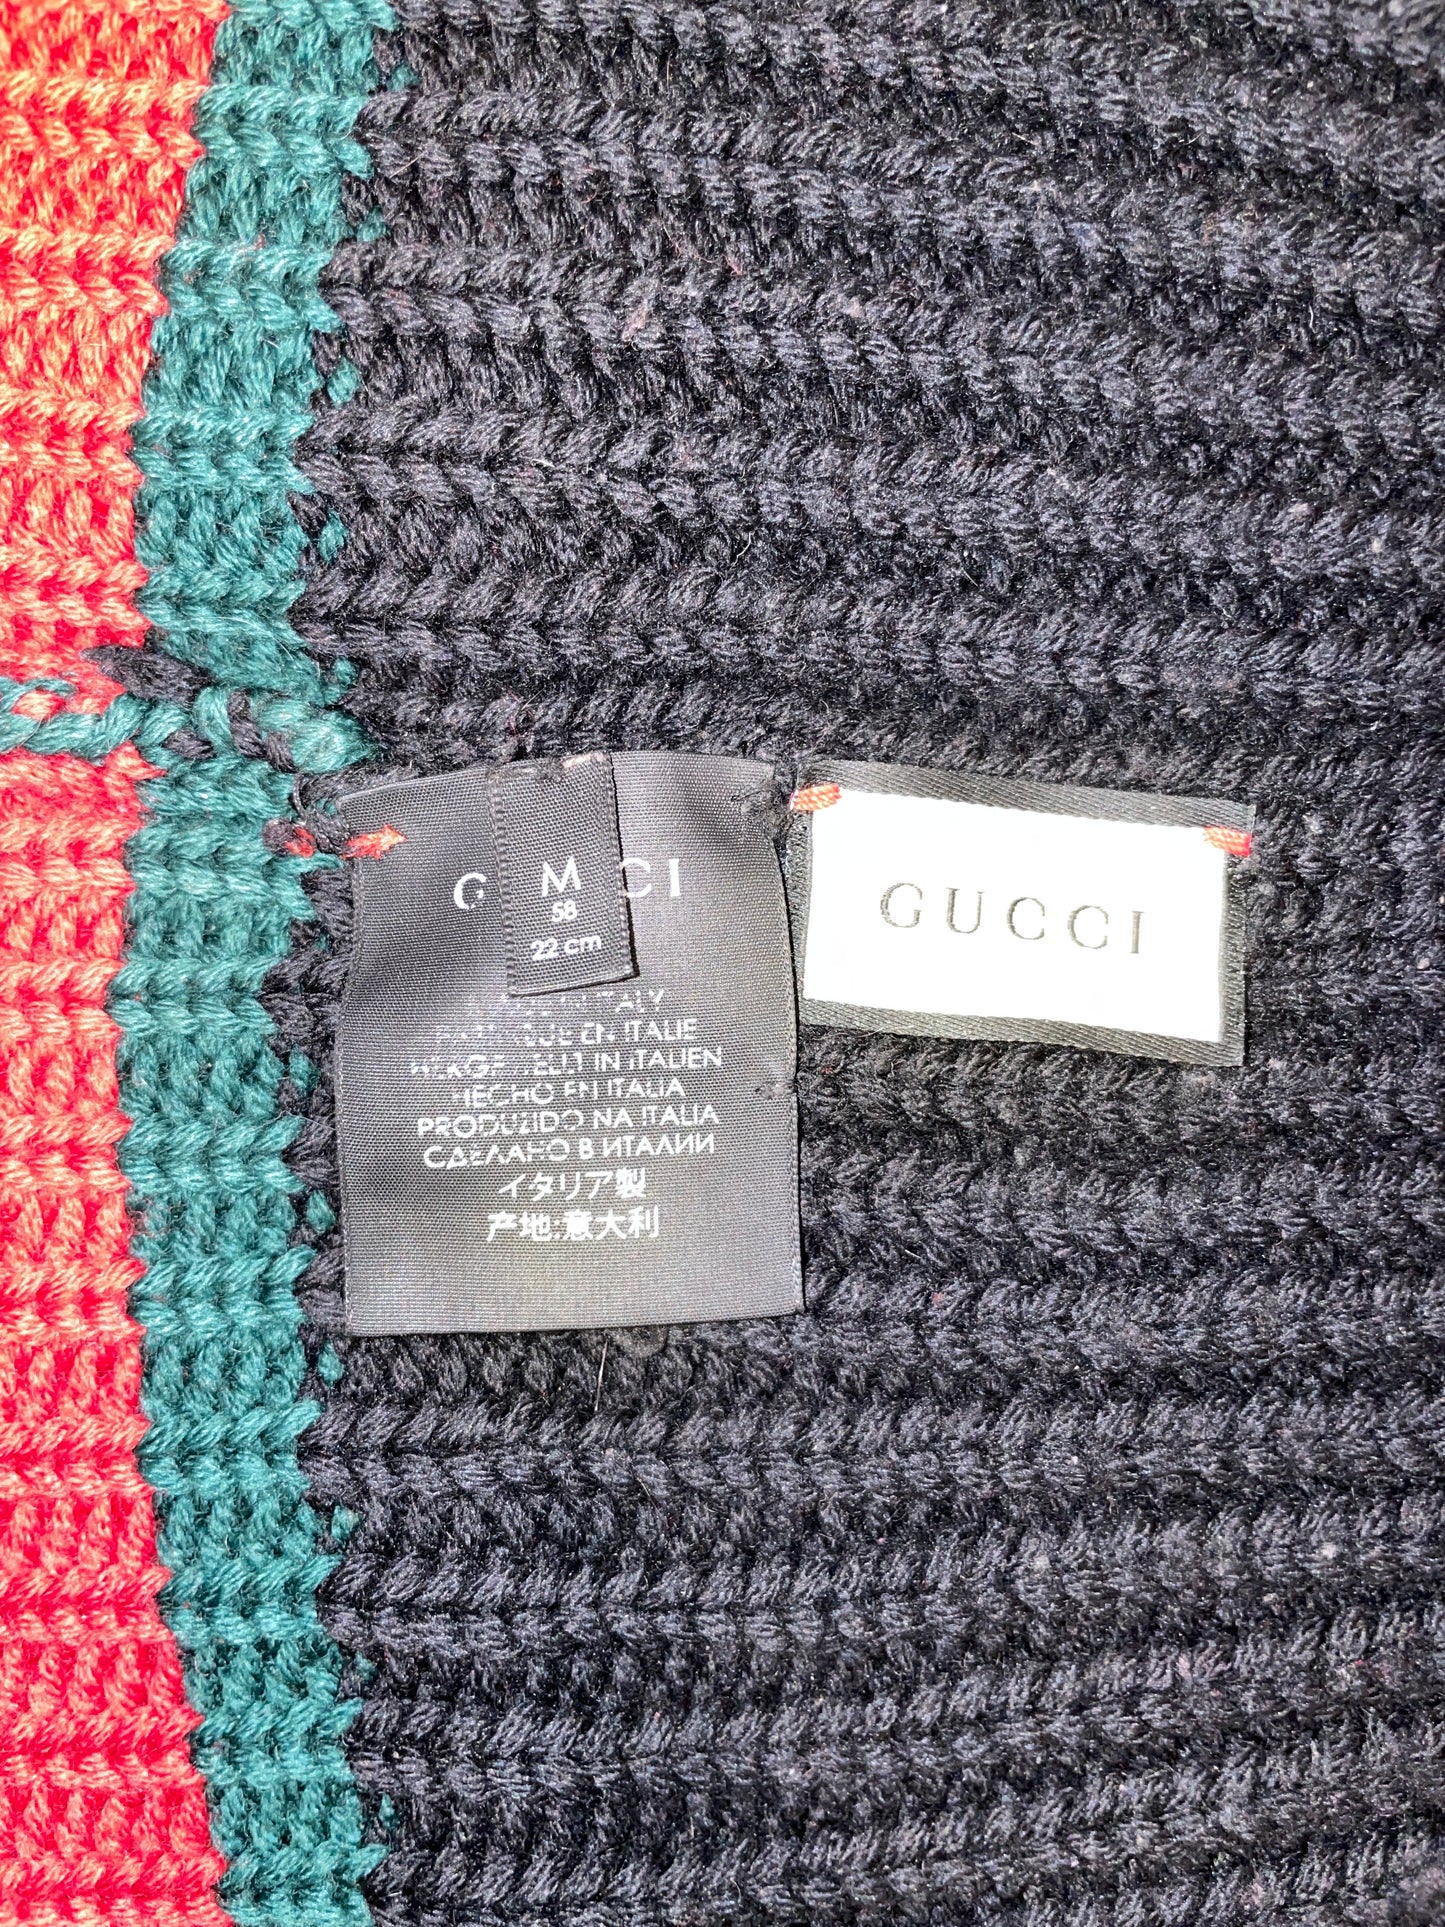 M
58
22 cm
GUCCI
EN ITALIE
IN ITALIEN
HECHO EN ITALIA
PRODUZIDO NA ITALIA
СДЕЛАНО В ИТАЛИИ
イタリア製
产地:意大利